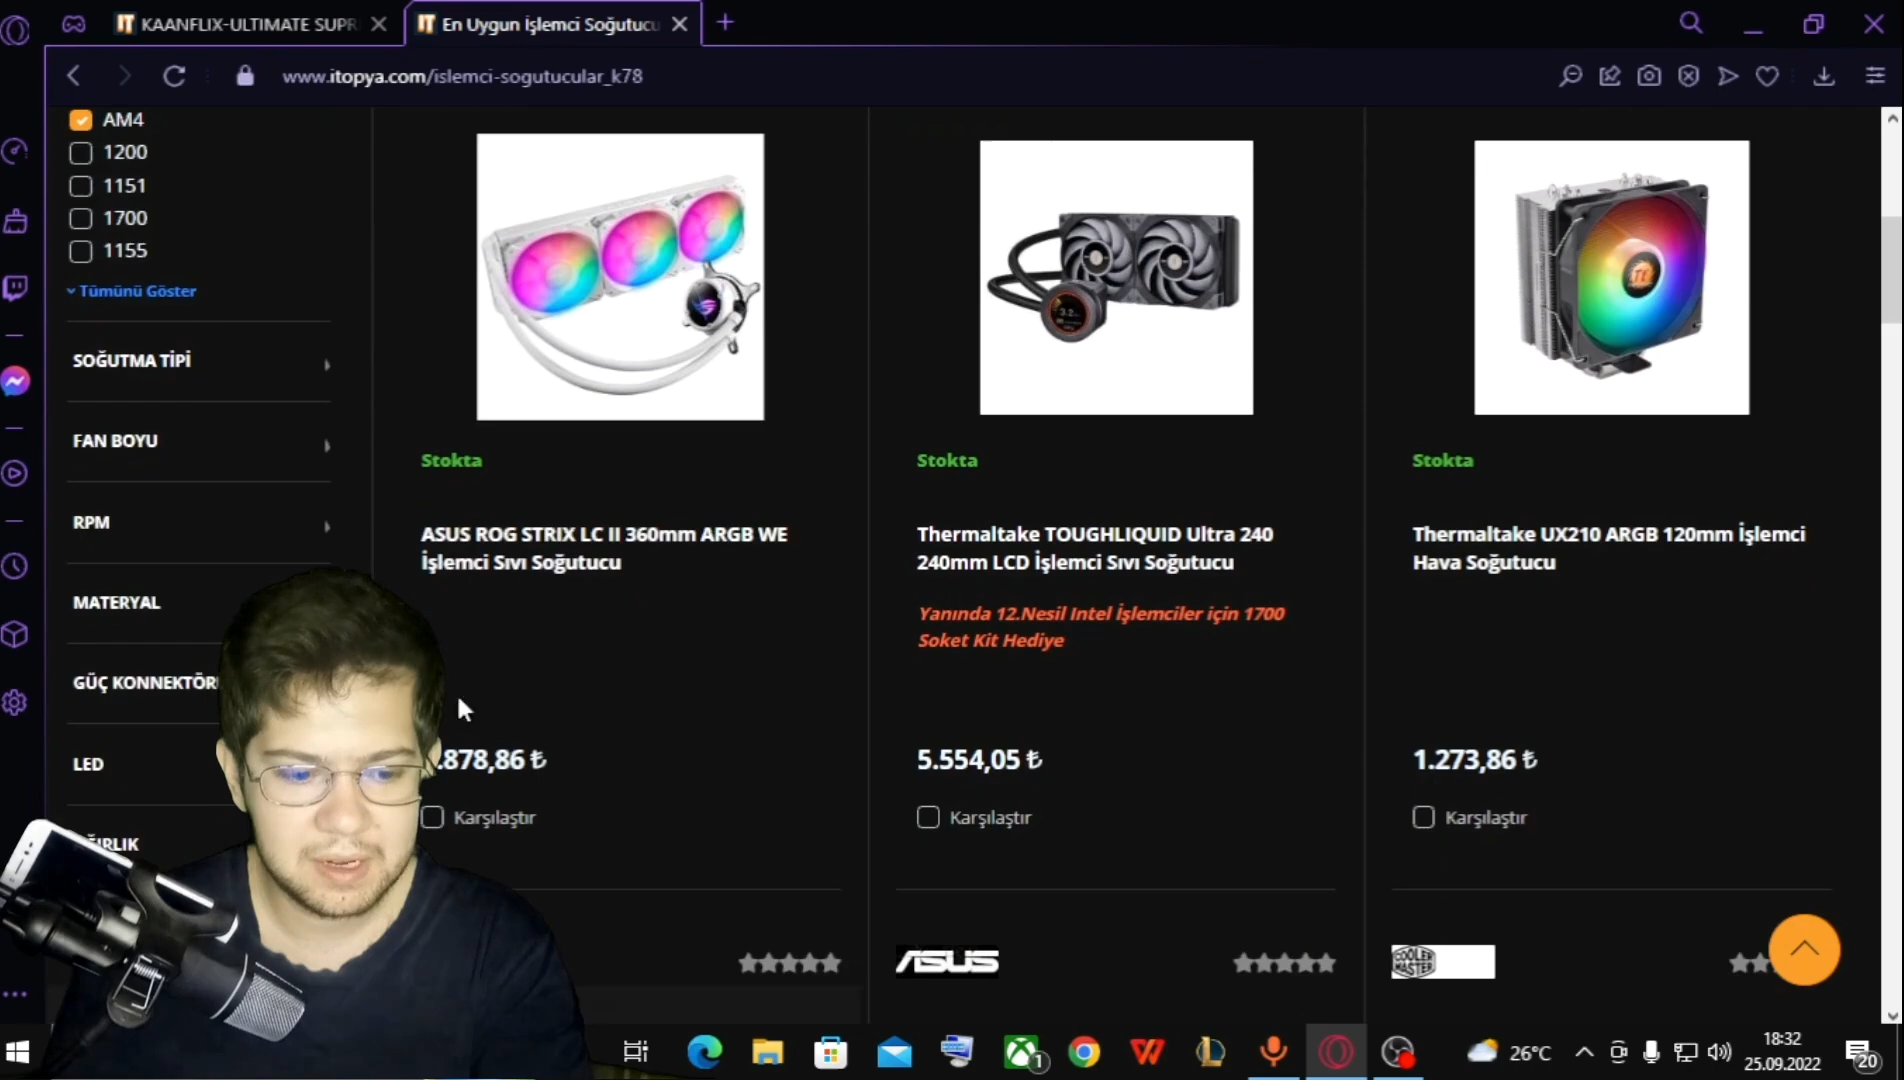 KAANFLIX-ULTIMATE SUPR
En Uygun İşlemci Soğutucu
www.itopya.com/islemci-sogutucular_k78
AM4
1200
1151
1700
1155
Tümünü Göster
SOĞUTMA TİPİ
FAN BOYU
RPM
MATERYAL
GÜÇ KONNEKTÖR
LED
Stokta
ASUS ROG STRIX LC II 360mm ARGB WE
İşlemci Sıvı Soğutucu
.878,86 ₺
Karşılaştır
Stokta
Thermaltake TOUGHLIQUID Ultra 240
240mm LCD İşlemci Sıvı Soğutucu
Yanında 12.Nesil Intel İşlemciler için 1700
Soket Kit Hediye
5.554,05 ₺
Karşılaştır
Stokta
Thermaltake UX210 ARGB 120mm İşlemci
Hava Soğutucu
1.273,86 ₺
Karşılaştır
ASUS
COOLER
MASTER
1
26°C
18:32
25.09.2022
20